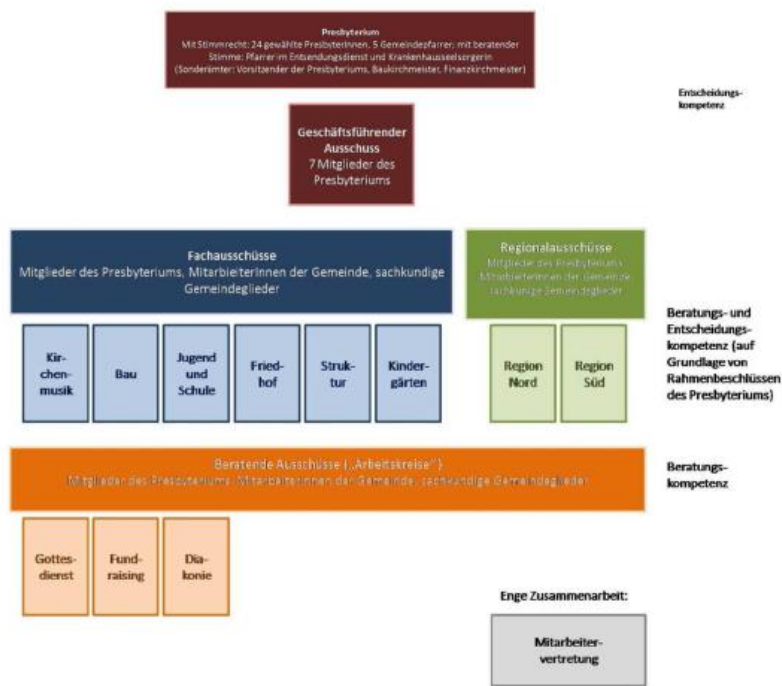 Presbyterium
Mit Stimmrecht: 24 gewählte PresbyterInnen, 5 Gemeindepfarrer; mit beratender
Stimme: Pfarrer im Entsendungsdienst und Krankenhausseelsorgerin
(Sonderämter: Vorsitzender der Presbyteriums, Baukirchmeister, Finanzkirchmeister)
Entscheidungs-
kompetenz
Geschäftsführender
Ausschuss
7 Mitglieder des
Presbyteriums
Fachausschüsse
Mitglieder des Presbyteriums, MitarbeiterInnen der Gemeinde, sachkundige
Gemeindeglieder
Regionalausschüsse
Mitglieder des Presbyteriums,
MitarbeiterInnen der Gemeinde,
sachkundige Gemeindeglieder
Kir-
chen-
musik
Bau
Jugend
und
Schule
Fried-
hof
Struk-
tur
Kinder-
gärten
Region
Nord
Region
Süd
Beratungs- und
Entscheidungs-
kompetenz (auf
Grundlage von
Rahmenbeschlüssen
des Presbyteriums)
Beratende Ausschüsse („Arbeitskreise“)
Mitglieder des Presbyteriums, MitarbeiterInnen der Gemeinde, sachkundige Gemeindeglieder
Beratungs-
kompetenz
Gottes-
dienst
Fund-
raising
Dia-
konie
Enge Zusammenarbeit:
Mitarbeiter-
vertretung